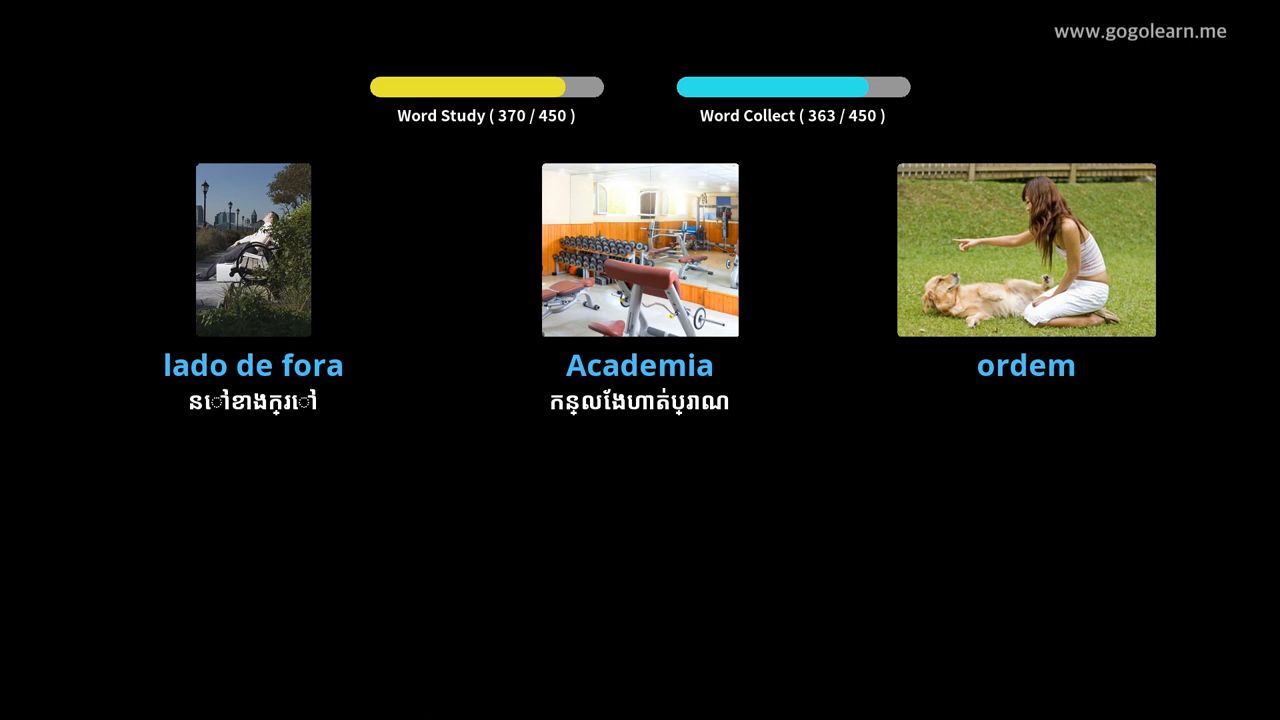 www.gogolearn.me
Word Study ( 370 / 450 )
Word Collect ( 363 / 450 )
lado de fora
Academia
ordem
នៅខាងក្រៅ
កន្លែងហាត់ប្រាណ